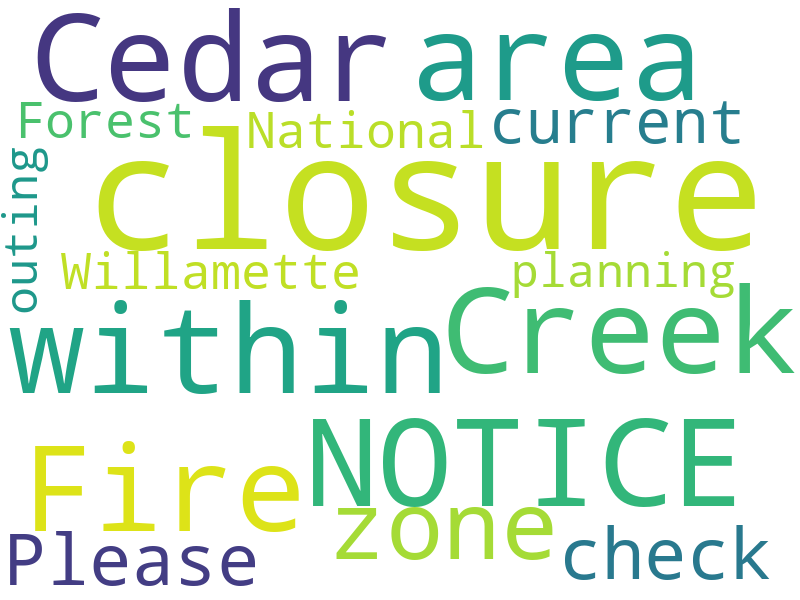 Cedar area
Forest National current
closure
outing
Willamette planning
within Creek
NOTICE
Fire
zone
Please check